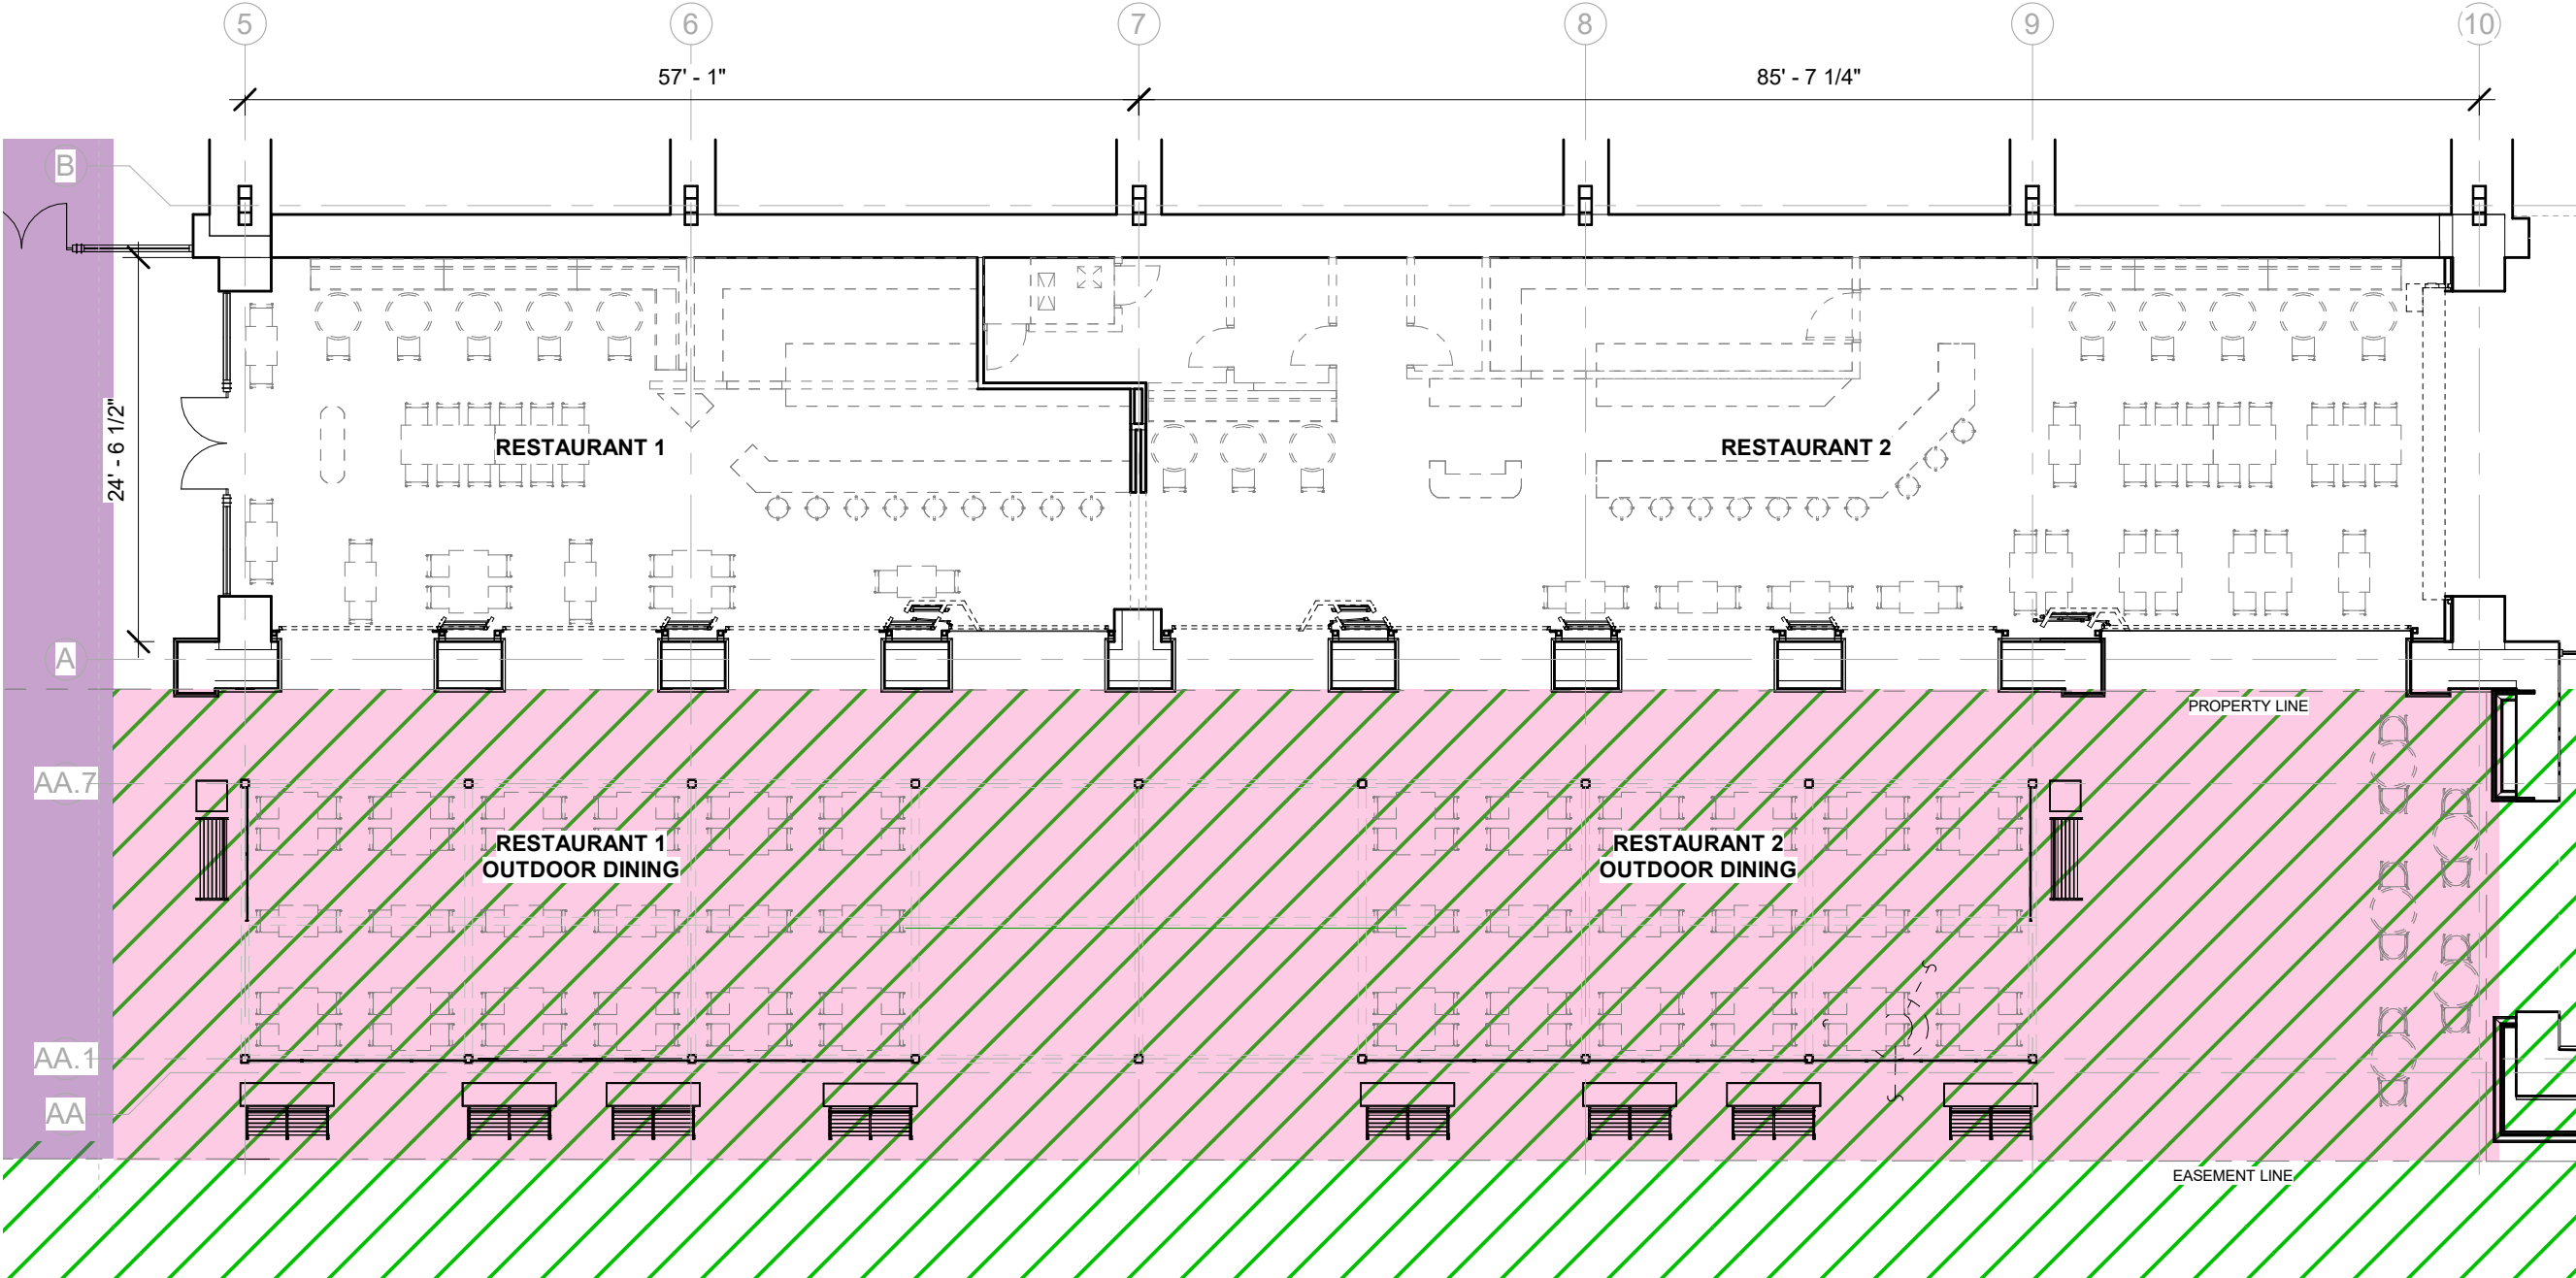 5
6
7
8
9
10
57' - 1"
85' - 7 1/4"
B
24' - 6 1/2"
RESTAURANT 1
RESTAURANT 2
A
PROPERTY LINE
AA.7
RESTAURANT 1
OUTDOOR DINING
RESTAURANT 2
OUTDOOR DINING
AA.1
AA
EASEMENT LINE